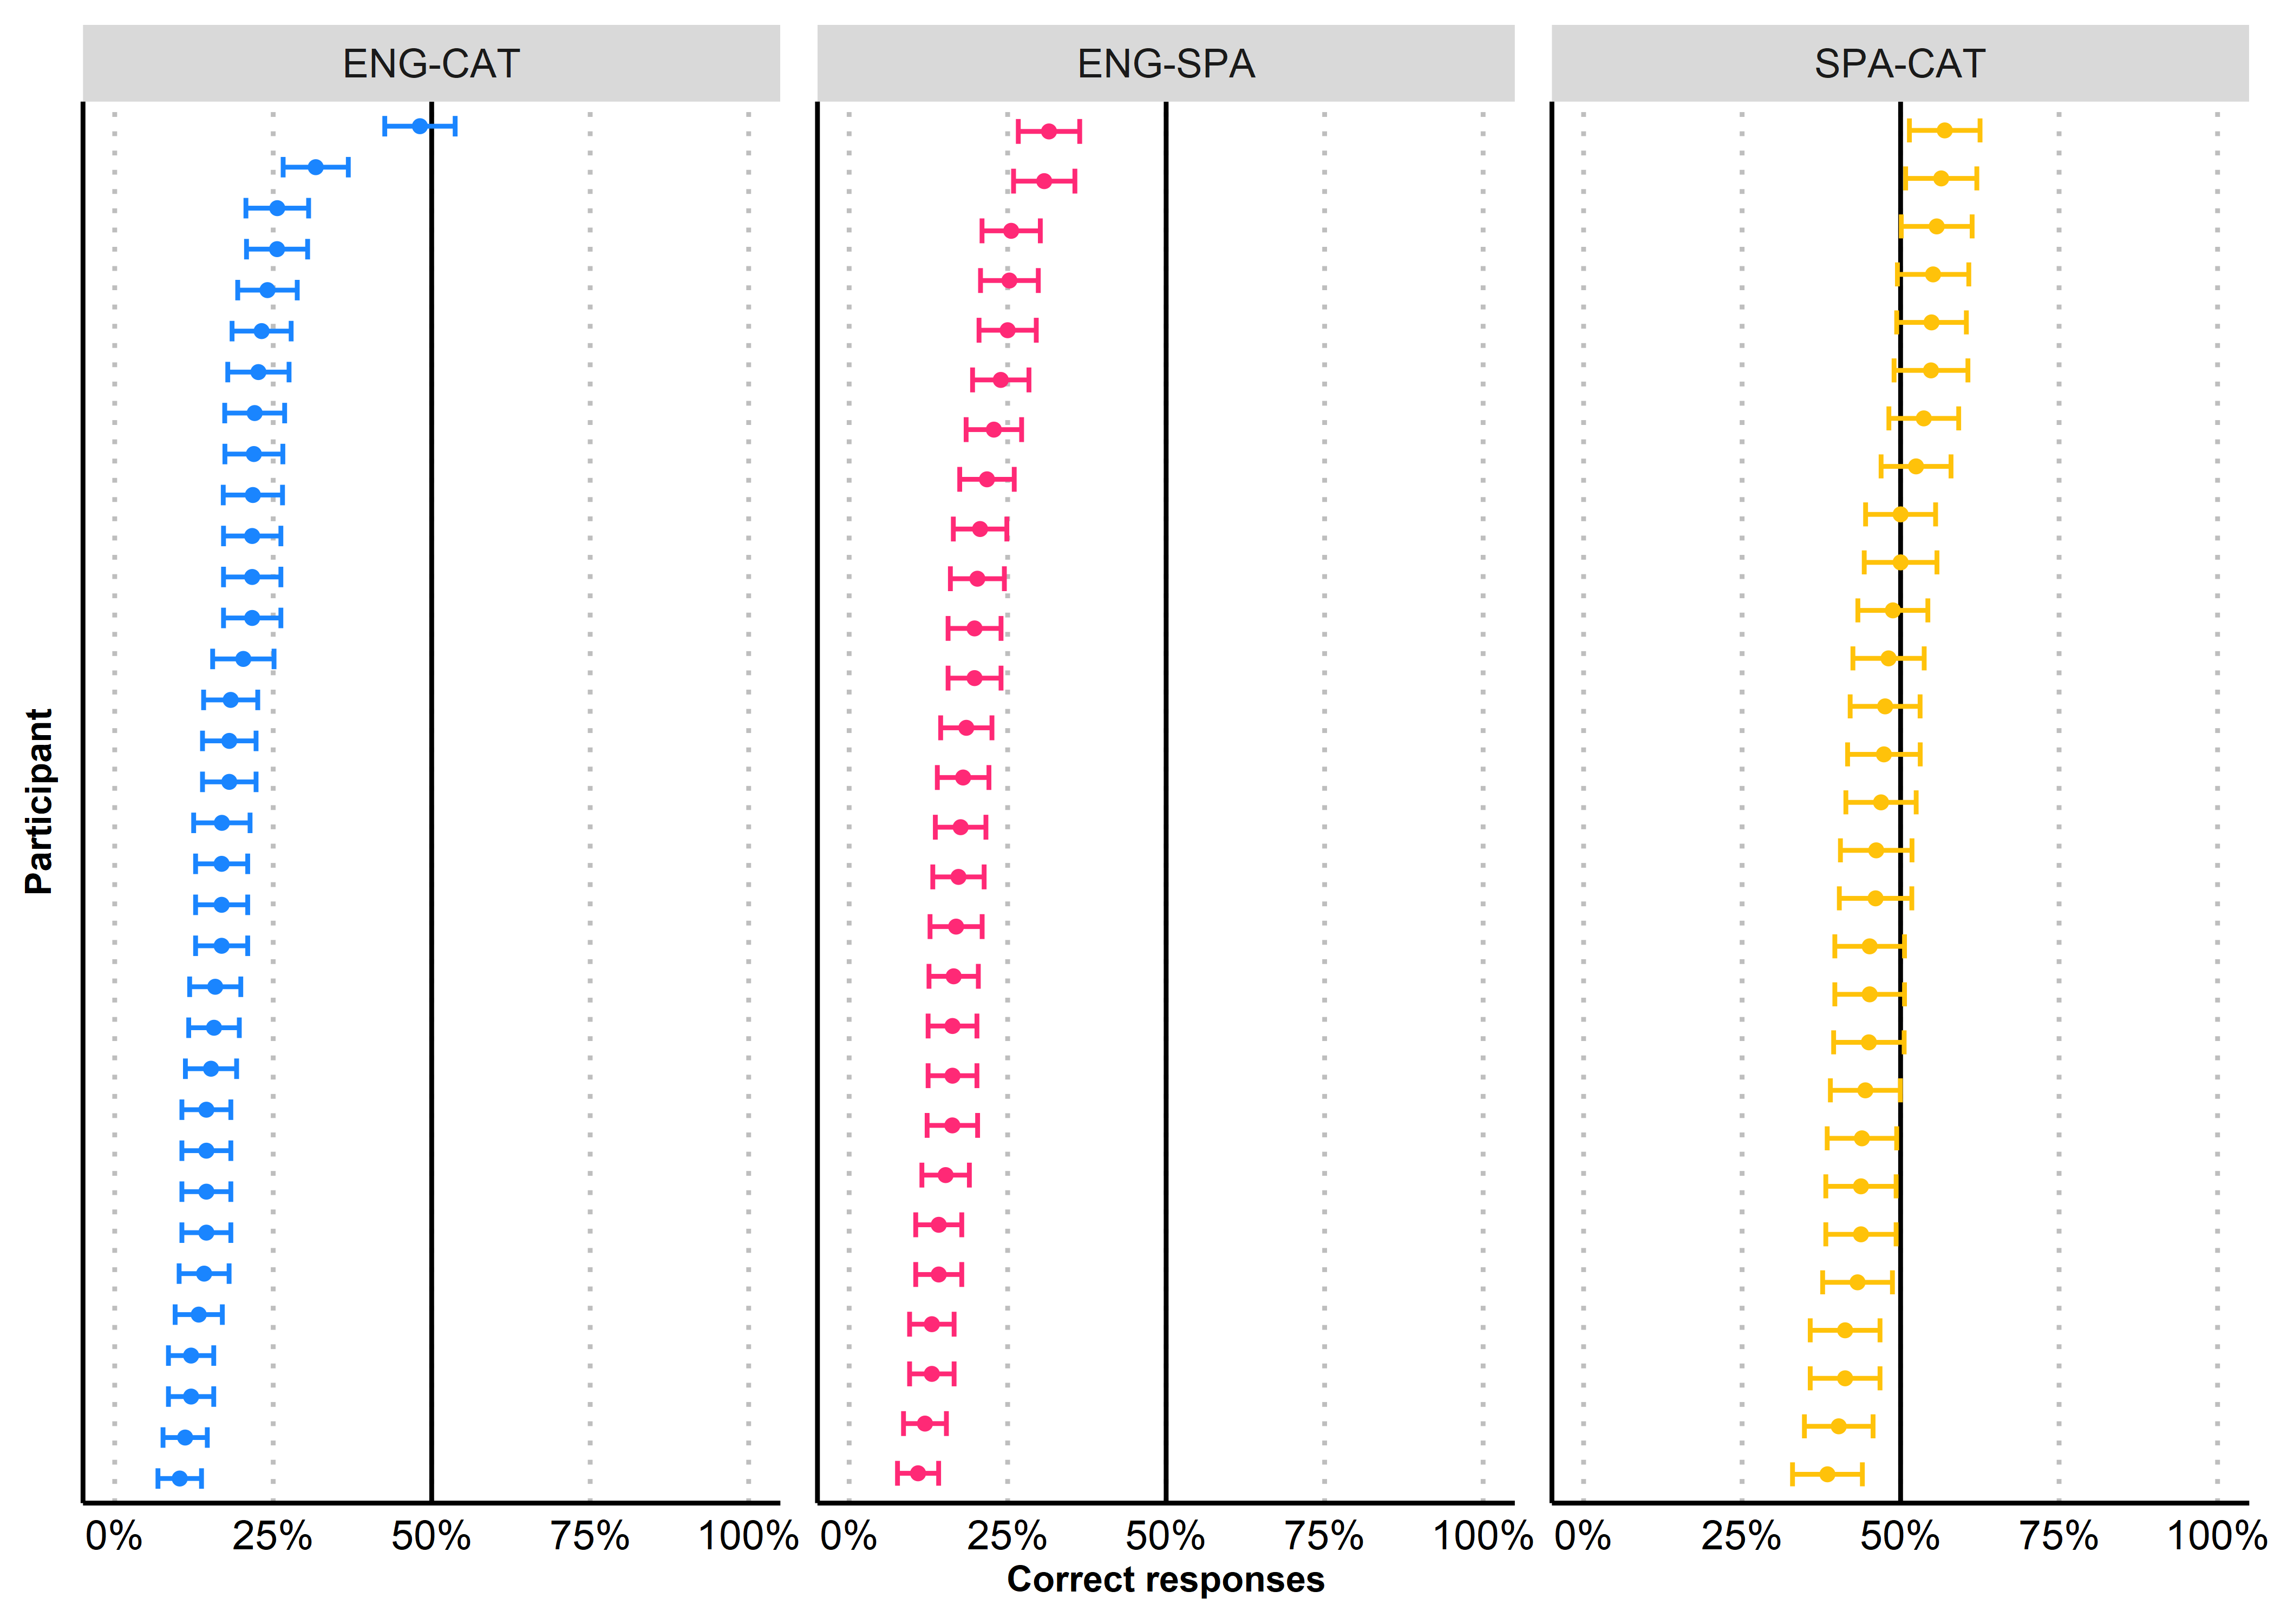 ENG-CAT
ENG-SPA
SPA-CAT
Participant
0% 25% 50% 75% 100%
0% 25% 50% 75% 100%
0% 25% 50% 75% 100%
Correct responses